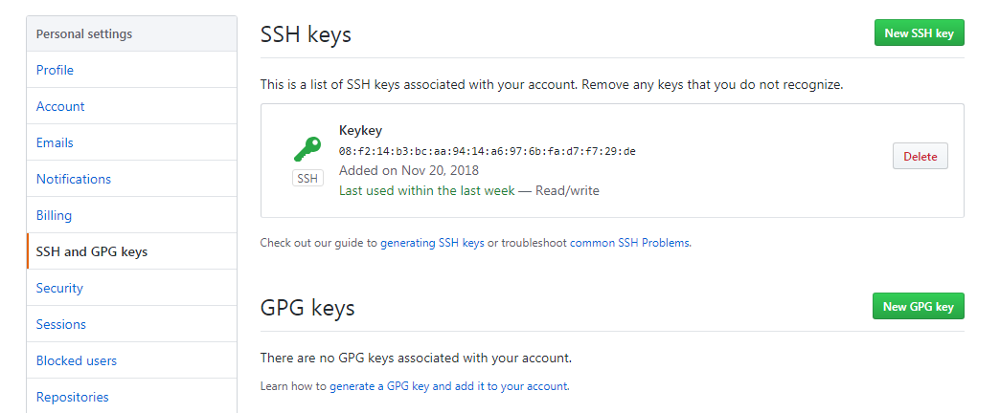 Personal settings
Profile
Account
Emails
Notifications
Billing
SSH and GPG keys
Security
Sessions
Blocked users
Repositories
SSH keys
New SSH key
This is a list of SSH keys associated with your account. Remove any keys that you do not recognize.
Keykey
08:f2:14:b3:bc:aa:94:14:a6:97:6b:fa:d7:f7:29:de
SSH
Added on Nov 20, 2018
Last used within the last week — Read/write
Delete
Check out our guide to generating SSH keys or troubleshoot common SSH Problems.
GPG keys
New GPG key
There are no GPG keys associated with your account.
Learn how to generate a GPG key and add it to your account.